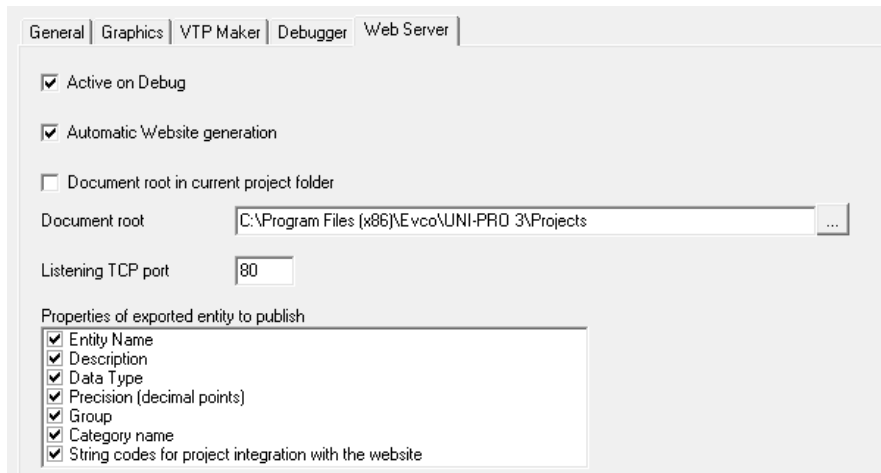 General Graphics VTP Maker Debugger Web Server
Active on Debug
Automatic Website generation
Document root in current project folder
Document root C:\Program Files (x86)\Evco\UNI-PRO 3\Projects ...
Listening TCP port 80
Properties of exported entity to publish
Entity Name
Description
Data Type
Precision (decimal points)
Group
Category name
String codes for project integration with the website